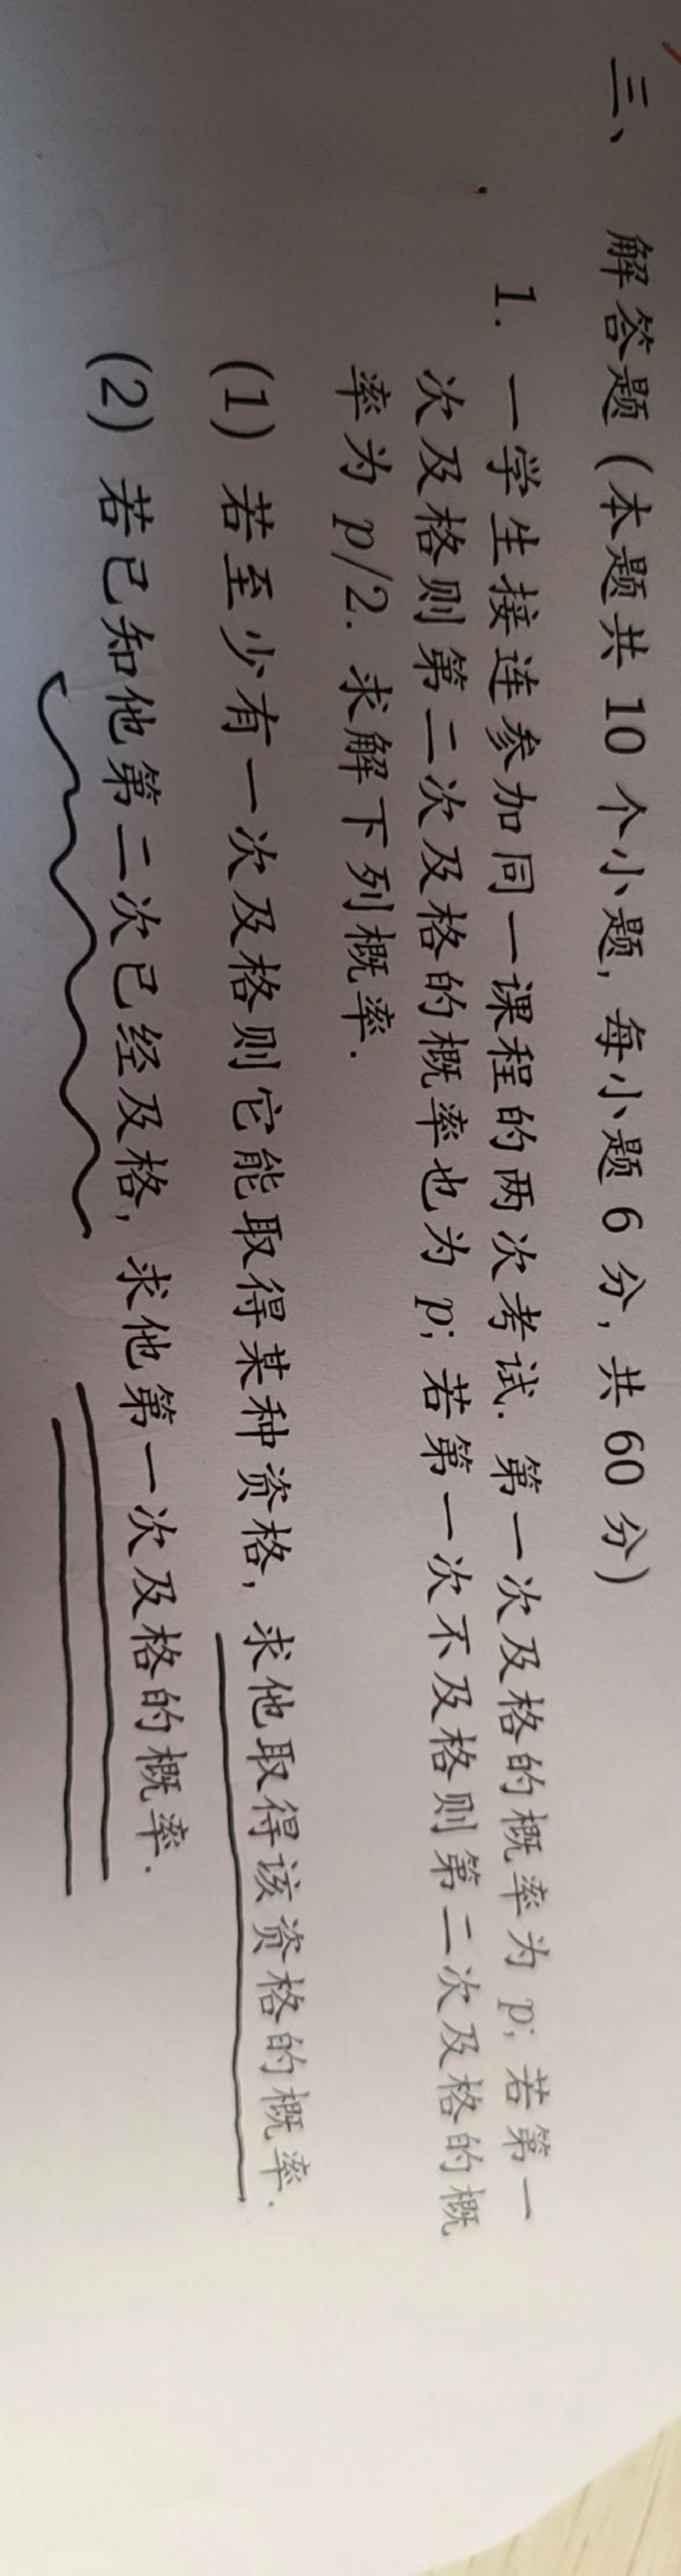 三、 解答题 (本题共 10 个小题, 每小题 6 分, 共 60 分)
1. 一学生接连参加同一课程的两次考试. 第一次及格的概率为 p; 若第一
次及格则第二次及格的概率也为 p; 若第一次不及格则第二次及格的概
率为 p/2. 求解下列概率.
(1) 若至少有一次及格则它能取得某种资格, 求他取得该资格的概率.
(2) 若已知他第二次已经及格, 求他第一次及格的概率.